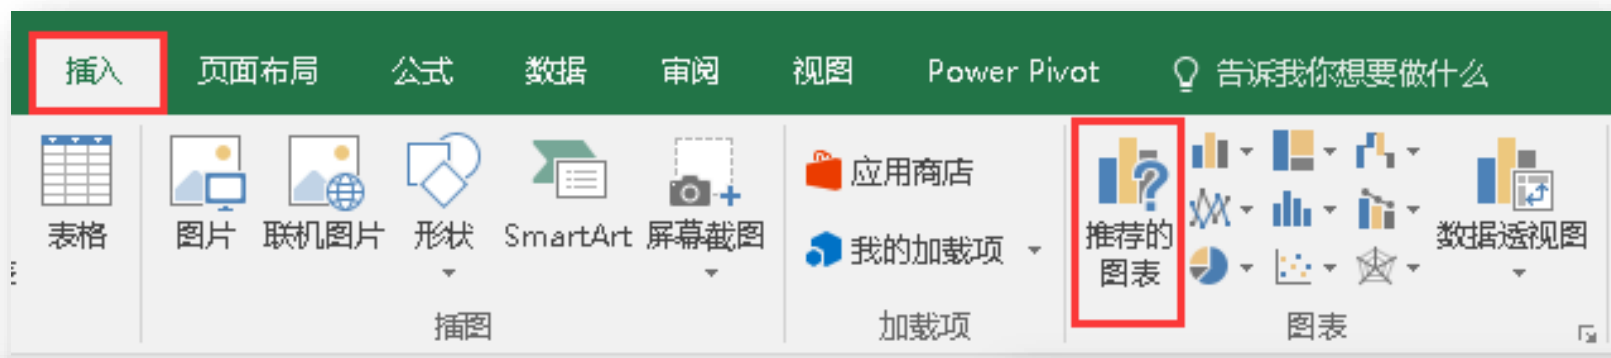 插入 页面布局 公式 数据 审阅 视图 Power Pivot 告诉我你想要做什么
表格 图片 联机图片 形状 SmartArt 屏幕截图
应用商店
我的加载项
推荐的
图表
数据透视图
插图 加载项 图表